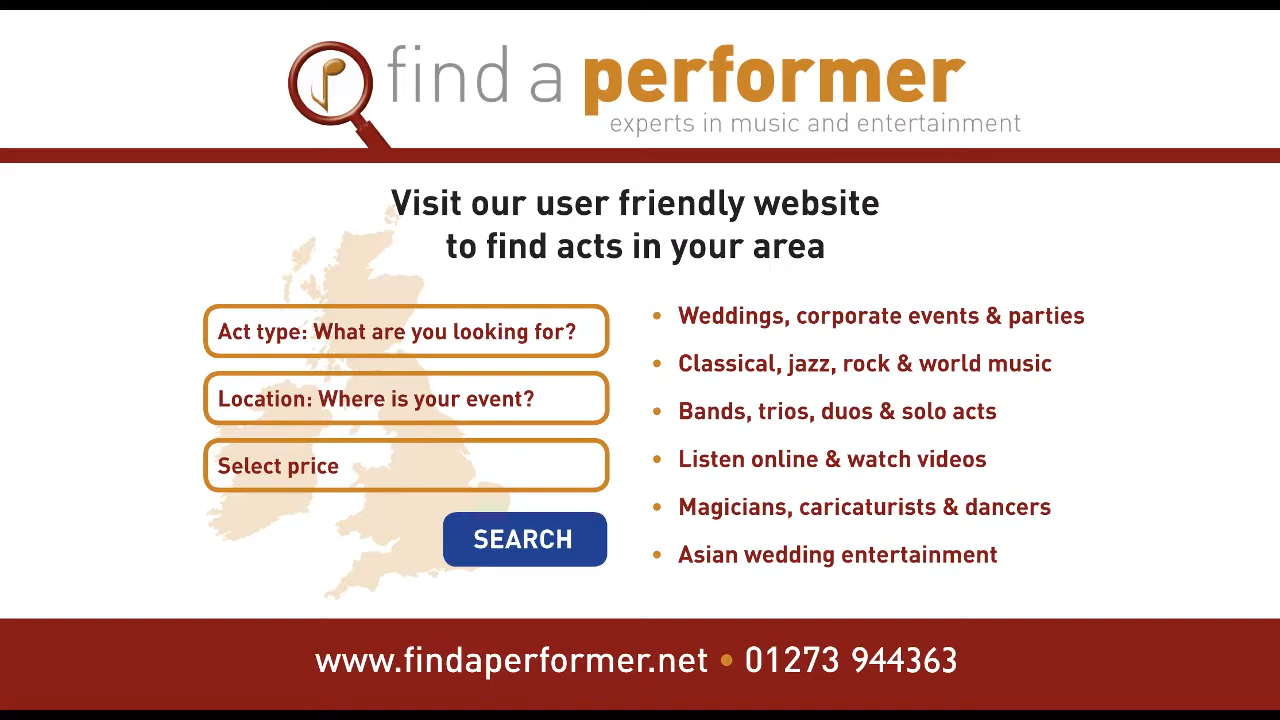 find a performer
experts in music and entertainment
Visit our user friendly website
to find acts in your area
Act type: What are you looking for?
Location: Where is your event?
Select price
SEARCH
• Weddings, corporate events & parties
• Classical, jazz, rock & world music
• Bands, trios, duos & solo acts
• Listen online & watch videos
• Magicians, caricaturists & dancers
• Asian wedding entertainment
www.findaperformer.net • 01273 944363